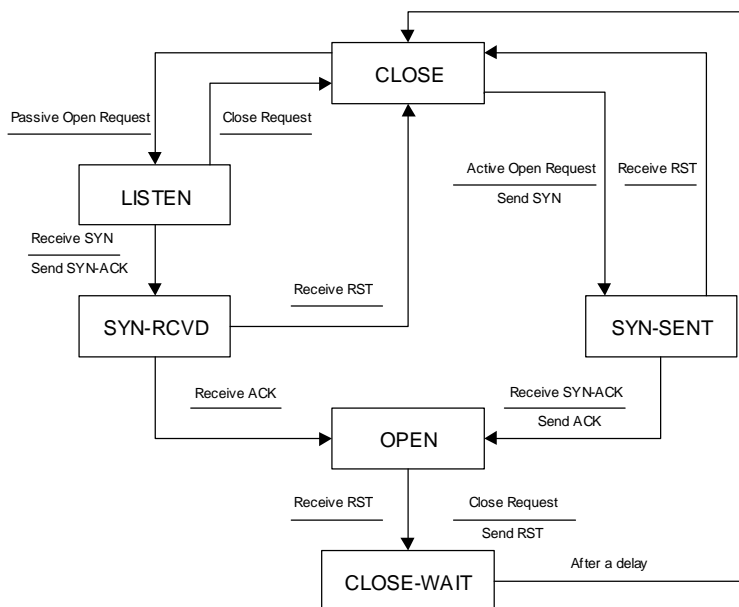 CLOSE
Passive Open Request
Close Request
Active Open Request
Send SYN
Receive RST
LISTEN
Receive SYN
Send SYN-ACK
Receive RST
SYN-RCVD
SYN-SENT
Receive ACK
Receive SYN-ACK
Send ACK
OPEN
Receive RST
Close Request
Send RST
CLOSE-WAIT
After a delay